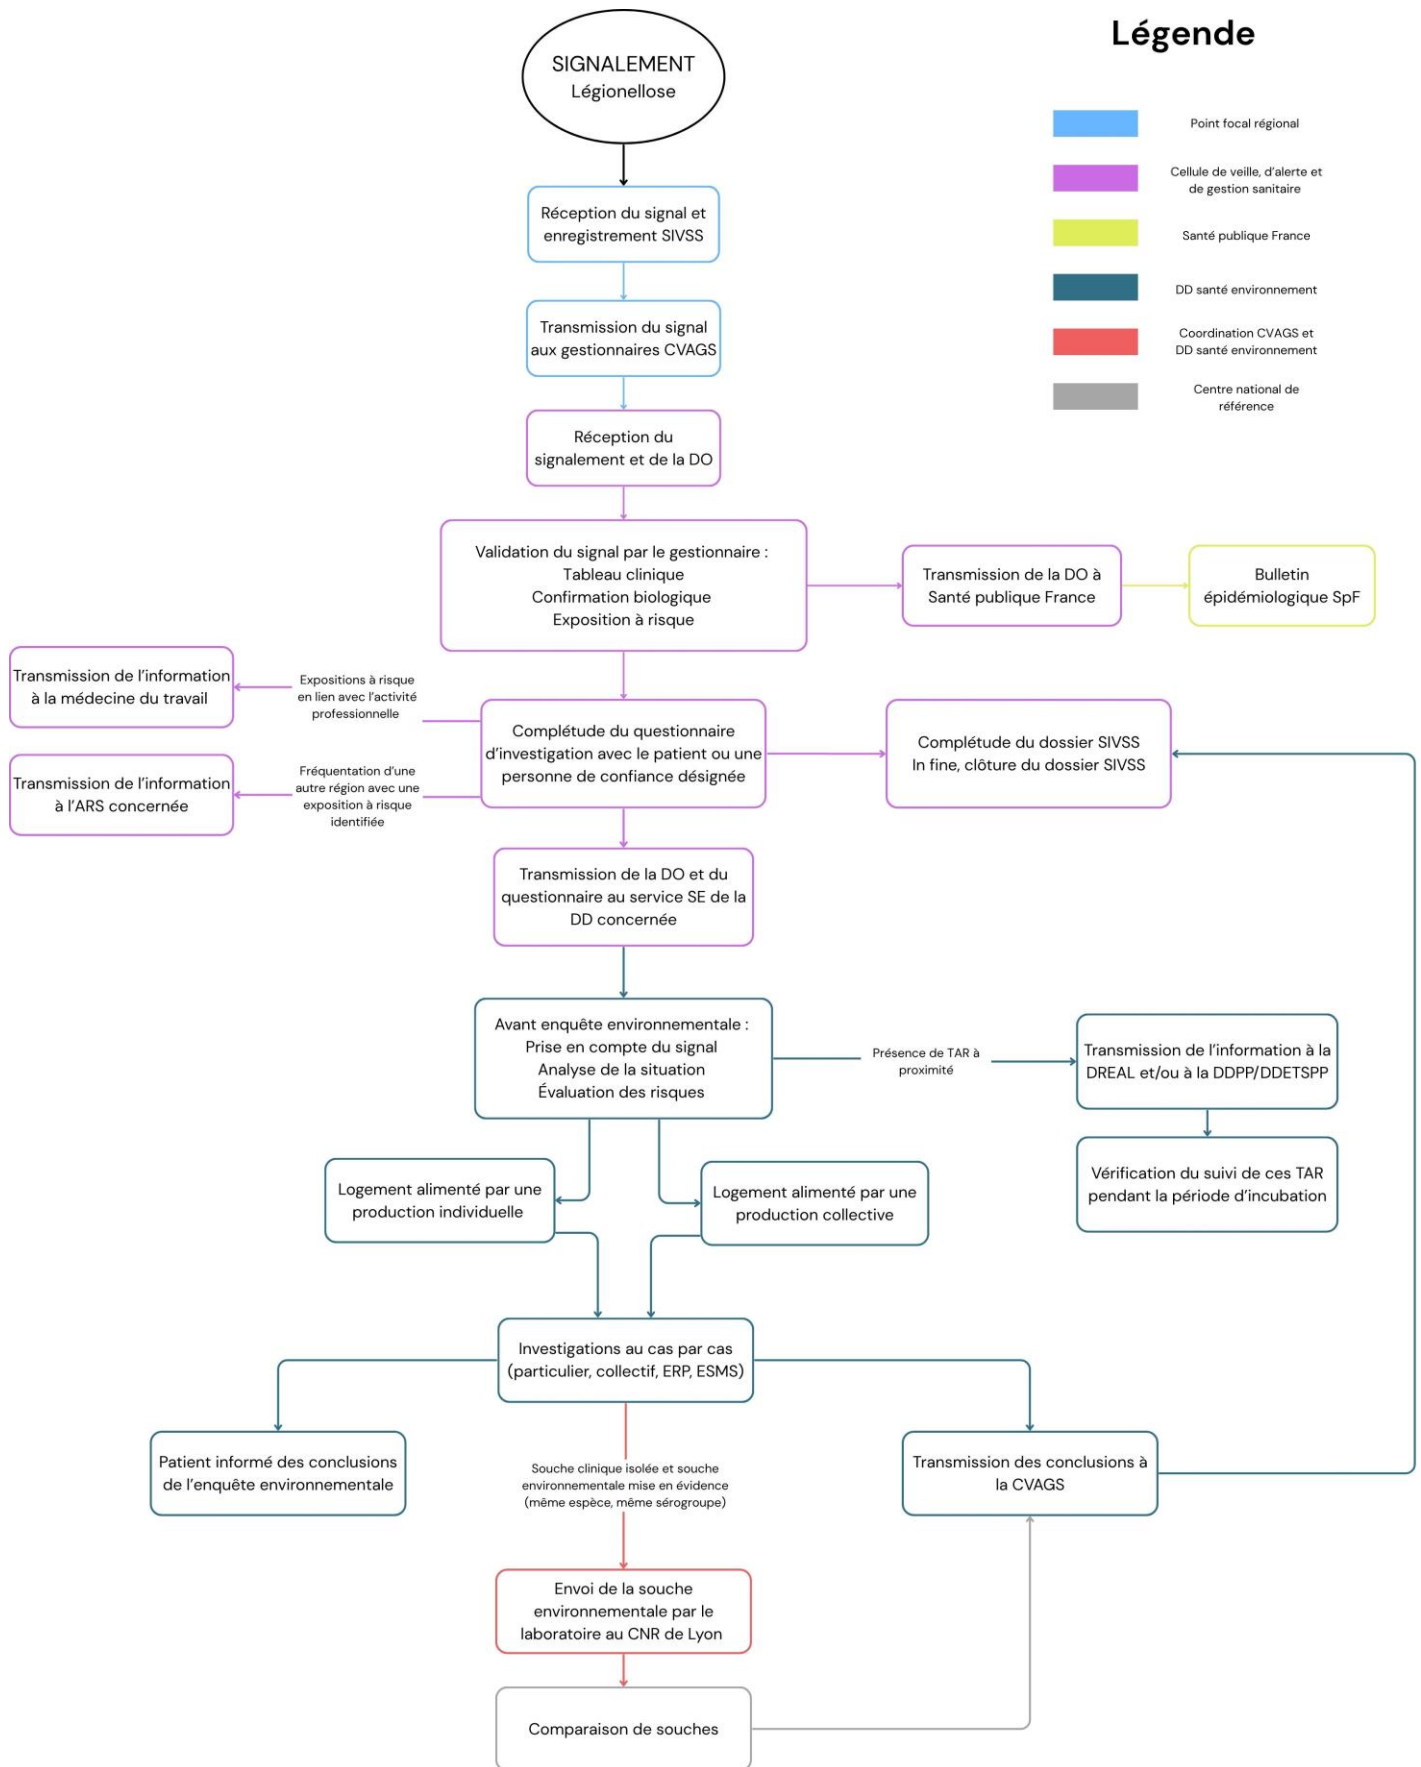 Légende
SIGNALEMENT
Légionellose
Point focal régional
Cellule de veille, d'alerte et
de gestion sanitaire
Santé publique France
DD santé environnement
Coordination CVAGS et
DD santé environnement
Centre national de
référence
Réception du signal et
enregistrement SIVSS
Transmission du signal
aux gestionnaires CVAGS
Réception du
signalement et de la DO
Validation du signal par le gestionnaire :
Tableau clinique
Confirmation biologique
Exposition à risque
Transmission de la DO à
Santé publique France
Bulletin
épidémiologique SpF
Transmission de l'information
à la médecine du travail
Expositions à risque
en lien avec l'activité
professionnelle
Transmission de l'information
à l'ARS concernée
Fréquentation d'une
autre région avec une
exposition à risque
identifiée
Complétude du questionnaire
d'investigation avec le patient ou une
personne de confiance désignée
Complétude du dossier SIVSS
In fine, clôture du dossier SIVSS
Transmission de la DO et du
questionnaire au service SE de la
DD concernée
Avant enquête environnementale :
Prise en compte du signal
Analyse de la situation
Évaluation des risques
Présence de TAR à
proximité
Transmission de l'information à la
DREAL et/ou à la DDPP/DDETSPP
Vérification du suivi de ces TAR
pendant la période d'incubation
Logement alimenté par une
production individuelle
Logement alimenté par une
production collective
Investigations au cas par cas
(particulier, collectif, ERP, ESMS)
Patient informé des conclusions
de l'enquête environnementale
Souche clinique isolée et souche
environnementale mise en évidence
(même espèce, même sérogroupe)
Transmission des conclusions à
la CVAGS
Envoi de la souche
environnementale par le
laboratoire au CNR de Lyon
Comparaison de souches